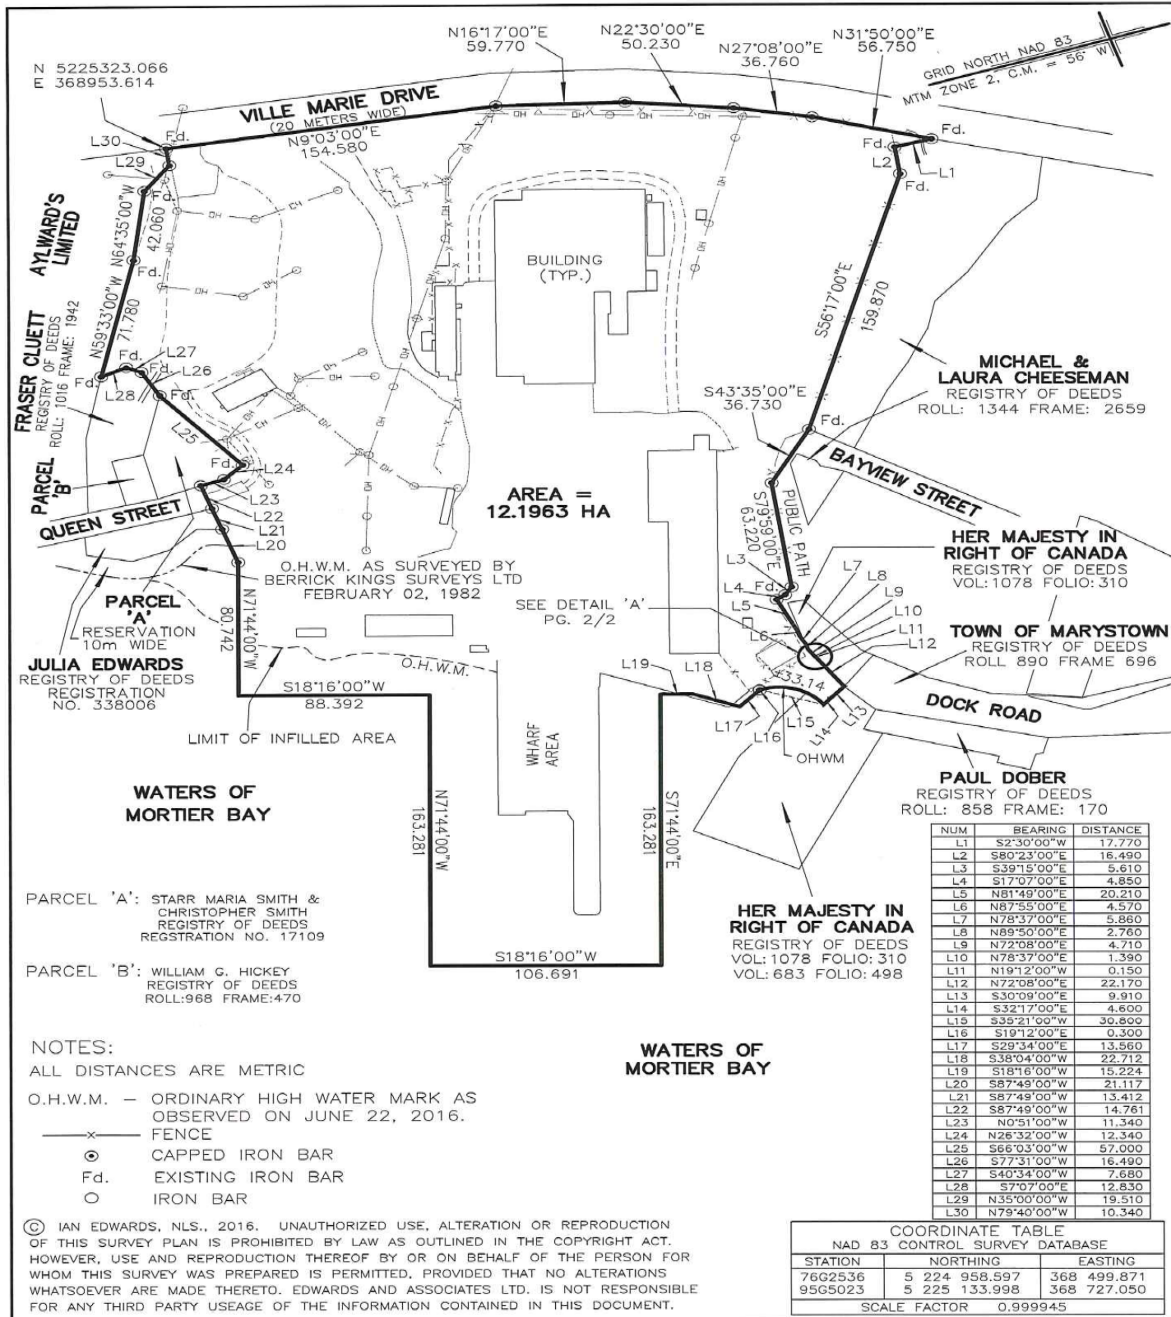 N16°17'00"E
59.770
N22°30'00"E
50.230
N27°08'00"E
36.760
N31°50'00"E
56.750
GRID NORTH NAD 83
MTM ZONE 2, C.M. = 56° W
N 5225323.066
E 368953.614
VILLE MARIE DRIVE
(20 METERS WIDE)
N9°03'00"E
154.580
L30
Fd.
L29
Fd.
Fd.
Fd.
L2
L1
Fd.
AYLWARD'S
LIMITED
N64°35'00"W
42.060
Fd.
N59°33'00"W
71.780
BUILDING
(TYP.)
S56°17'00"E
159.870
FRASER CLUETT
REGISTRY OF DEEDS
ROLL: 1016 FRAME: 1942
Fd.
Fd.
L27
Fd.
L26
L28
Fd.
L25
MICHAEL &
LAURA CHEESEMAN
REGISTRY OF DEEDS
ROLL: 1344 FRAME: 2659
S43°35'00"E
36.730
Fd.
BAYVIEW STREET
PARCEL
'B'
QUEEN STREET
Fd.
L24
L23
L22
L21
L20
AREA =
12.1963 HA
S79°59'00"E
63.220
PUBLIC PATH
HER MAJESTY IN
RIGHT OF CANADA
REGISTRY OF DEEDS
VOL: 1078 FOLIO: 310
O.H.W.M. AS SURVEYED BY
BERRICK KINGS SURVEYS LTD
FEBRUARY 02, 1982
L3
L4
Fd.
L5
L6
L7
L8
L9
L10
L11
L12
SEE DETAIL 'A'
PG. 2/2
PARCEL
'A'
RESERVATION
10m WIDE
JULIA EDWARDS
REGISTRY OF DEEDS
REGISTRATION
NO. 338006
N71°44'00"W
80.742
TOWN OF MARYSTOWN
REGISTRY OF DEEDS
ROLL 890 FRAME 696
O.H.W.M.
S18°16'00"W
88.392
LIMIT OF INFILLED AREA
L19
L18
33.14
L17
L16
L15
L14
L13
OHWM
DOCK ROAD
WHARF
AREA
PAUL DOBER
REGISTRY OF DEEDS
ROLL: 858 FRAME: 170
WATERS OF
MORTIER BAY
N71°44'00"W
163.281
S71°44'00"E
163.281
S18°16'00"W
106.691
HER MAJESTY IN
RIGHT OF CANADA
REGISTRY OF DEEDS
VOL: 1078 FOLIO: 310
VOL: 683 FOLIO: 498
PARCEL 'A': STARR MARIA SMITH &
CHRISTOPHER SMITH
REGISTRY OF DEEDS
REGSTRATION NO. 17109
PARCEL 'B': WILLIAM G. HICKEY
REGISTRY OF DEEDS
ROLL:968 FRAME:470
WATERS OF
MORTIER BAY
NOTES:
ALL DISTANCES ARE METRIC
O.H.W.M. – ORDINARY HIGH WATER MARK AS
OBSERVED ON JUNE 22, 2016.
FENCE
CAPPED IRON BAR
Fd. EXISTING IRON BAR
IRON BAR
NUM BEARING DISTANCE
L1 S2°30'00"W 17.770
L2 S80°23'00"E 16.490
L3 S39°15'00"E 5.610
L4 S17°07'00"E 4.850
L5 N81°49'00"E 20.210
L6 N87°55'00"E 4.570
L7 N78°37'00"E 5.860
L8 N89°50'00"E 2.760
L9 N72°08'00"E 4.710
L10 N78°37'00"E 1.390
L11 N19°12'00"W 0.150
L12 N72°08'00"E 22.170
L13 S30°09'00"E 9.910
L14 S32°17'00"E 4.600
L15 S35°21'00"W 30.800
L16 S19°12'00"E 0.300
L17 S29°34'00"E 13.560
L18 S38°04'00"W 22.712
L19 S18°16'00"W 15.224
L20 S87°49'00"W 21.117
L21 S87°49'00"W 13.412
L22 S87°49'00"W 14.761
L23 N0°51'00"W 11.340
L24 N26°32'00"W 12.340
L25 S66°03'00"W 57.000
L26 S77°31'00"W 16.490
L27 S40°34'00"W 7.680
L28 S7°07'00"E 12.830
L29 N35°00'00"W 19.510
L30 N79°40'00"W 10.340
© IAN EDWARDS, NLS., 2016. UNAUTHORIZED USE, ALTERATION OR REPRODUCTION
OF THIS SURVEY PLAN IS PROHIBITED BY LAW AS OUTLINED IN THE COPYRIGHT ACT.
HOWEVER, USE AND REPRODUCTION THEREOF BY OR ON BEHALF OF THE PERSON FOR
WHOM THIS SURVEY WAS PREPARED IS PERMITTED, PROVIDED THAT NO ALTERATIONS
WHATSOEVER ARE MADE THERETO. EDWARDS AND ASSOCIATES LTD. IS NOT RESPONSIBLE
FOR ANY THIRD PARTY USEAGE OF THE INFORMATION CONTAINED IN THIS DOCUMENT.
COORDINATE TABLE
NAD 83 CONTROL SURVEY DATABASE
STATION NORTHING EASTING
76G2536 5 224 958.597 368 499.871
95G5023 5 225 133.998 368 727.050
SCALE FACTOR 0.999945